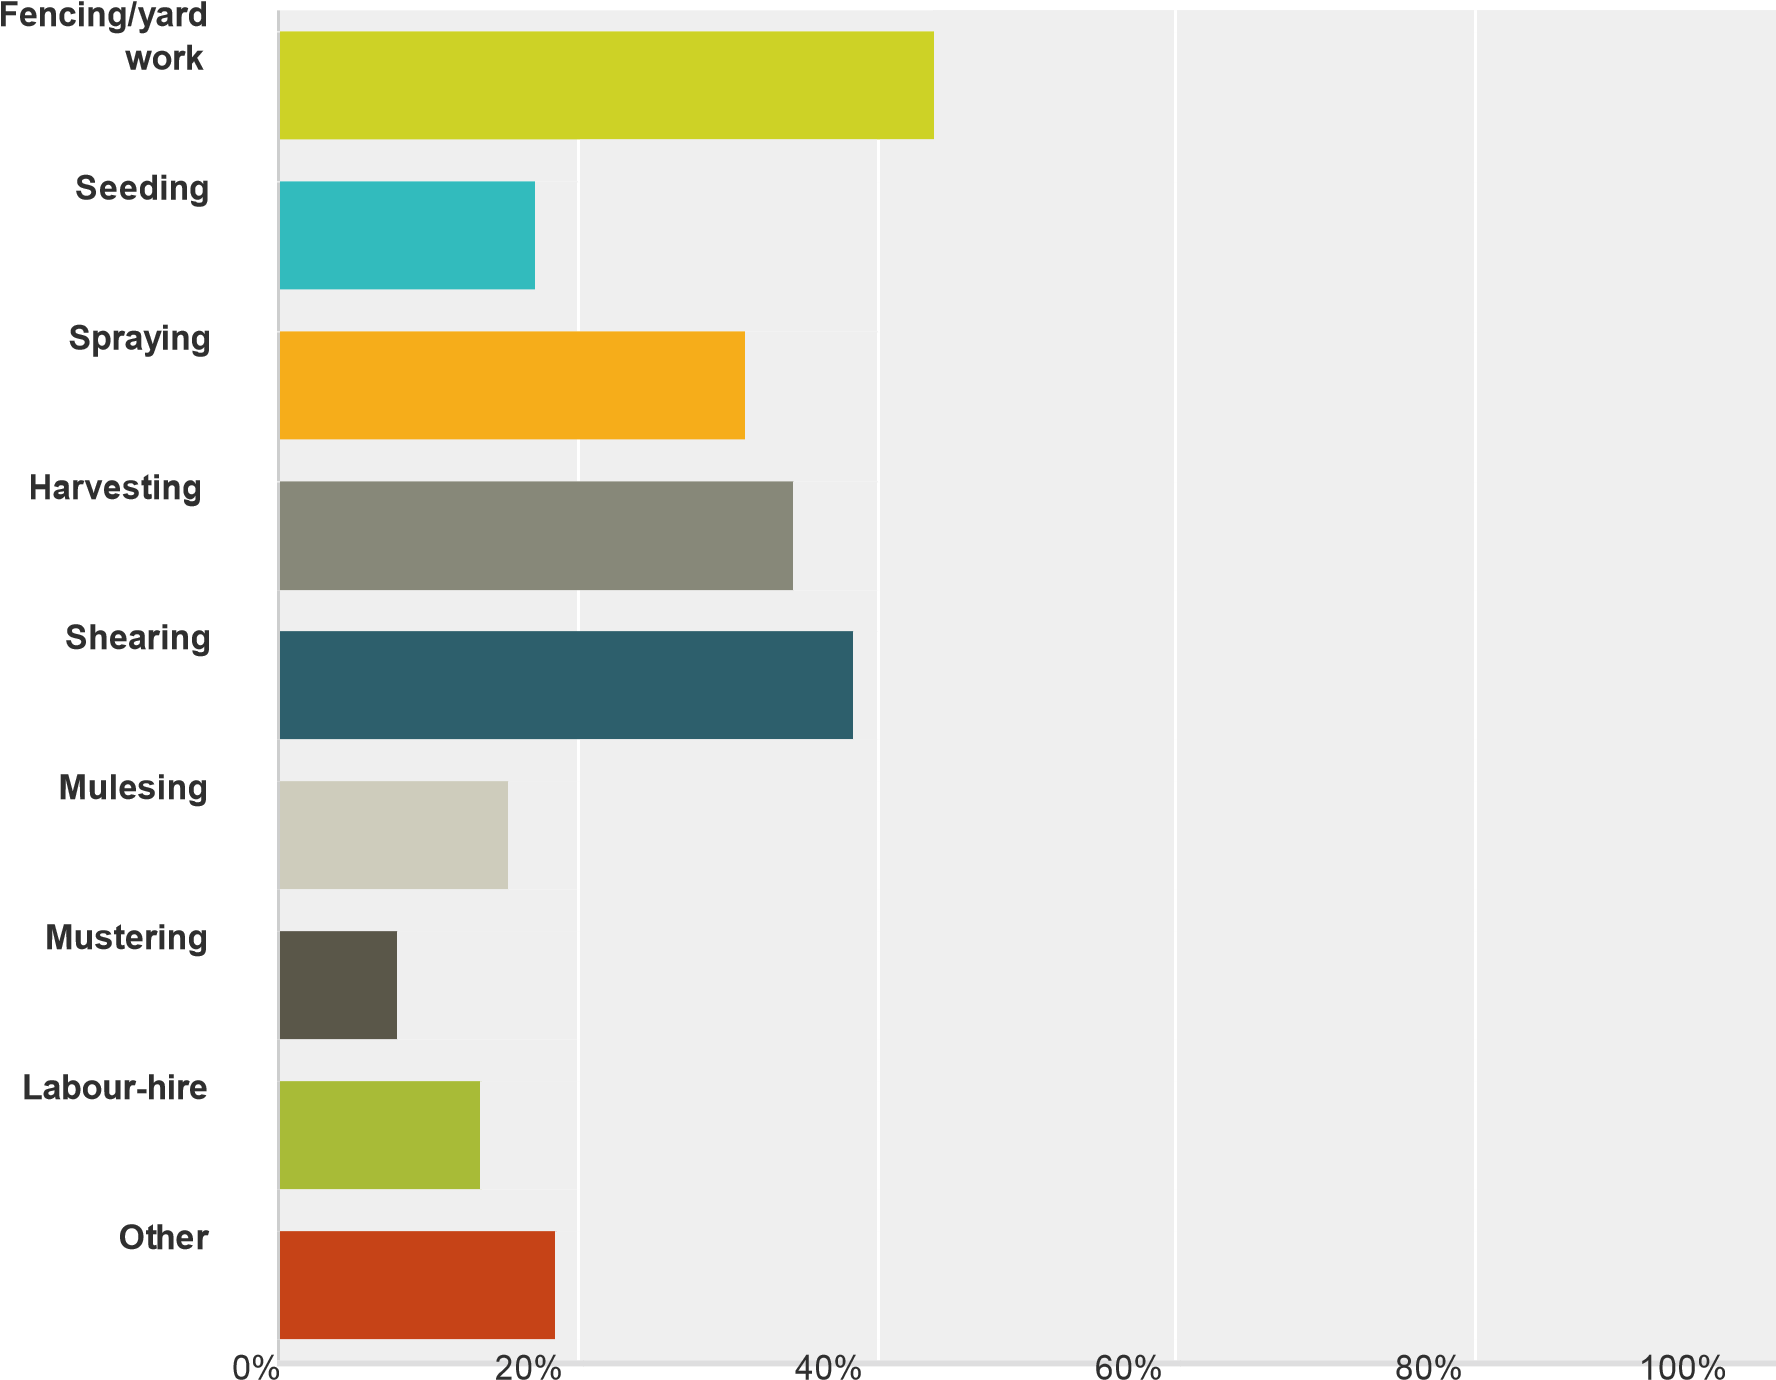 Fencing/yard
work
Seeding
Spraying
Harvesting
Shearing
Mulesing
Mustering
Labour-hire
Other
0% 20% 40% 60% 80% 100%